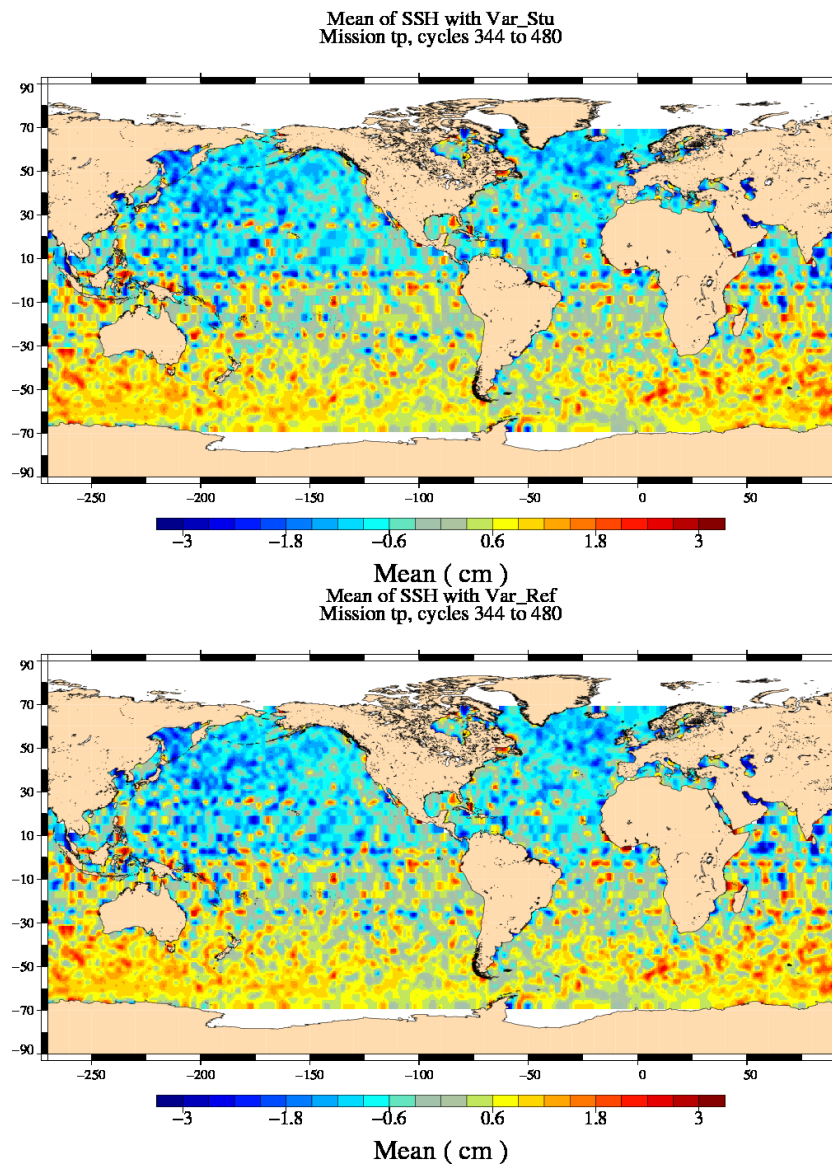 Mean of SSH with Var_Stu
Mission tp, cycles 344 to 480
90
70
50
30
10
−10
−30
−50
−70
−90
−250 −200 −150 −100 −50 0 50
−3 −1.8 −0.6 0.6 1.8 3
Mean ( cm )
Mean of SSH with Var_Ref
Mission tp, cycles 344 to 480
90
70
50
30
10
−10
−30
−50
−70
−90
−250 −200 −150 −100 −50 0 50
−3 −1.8 −0.6 0.6 1.8 3
Mean ( cm )